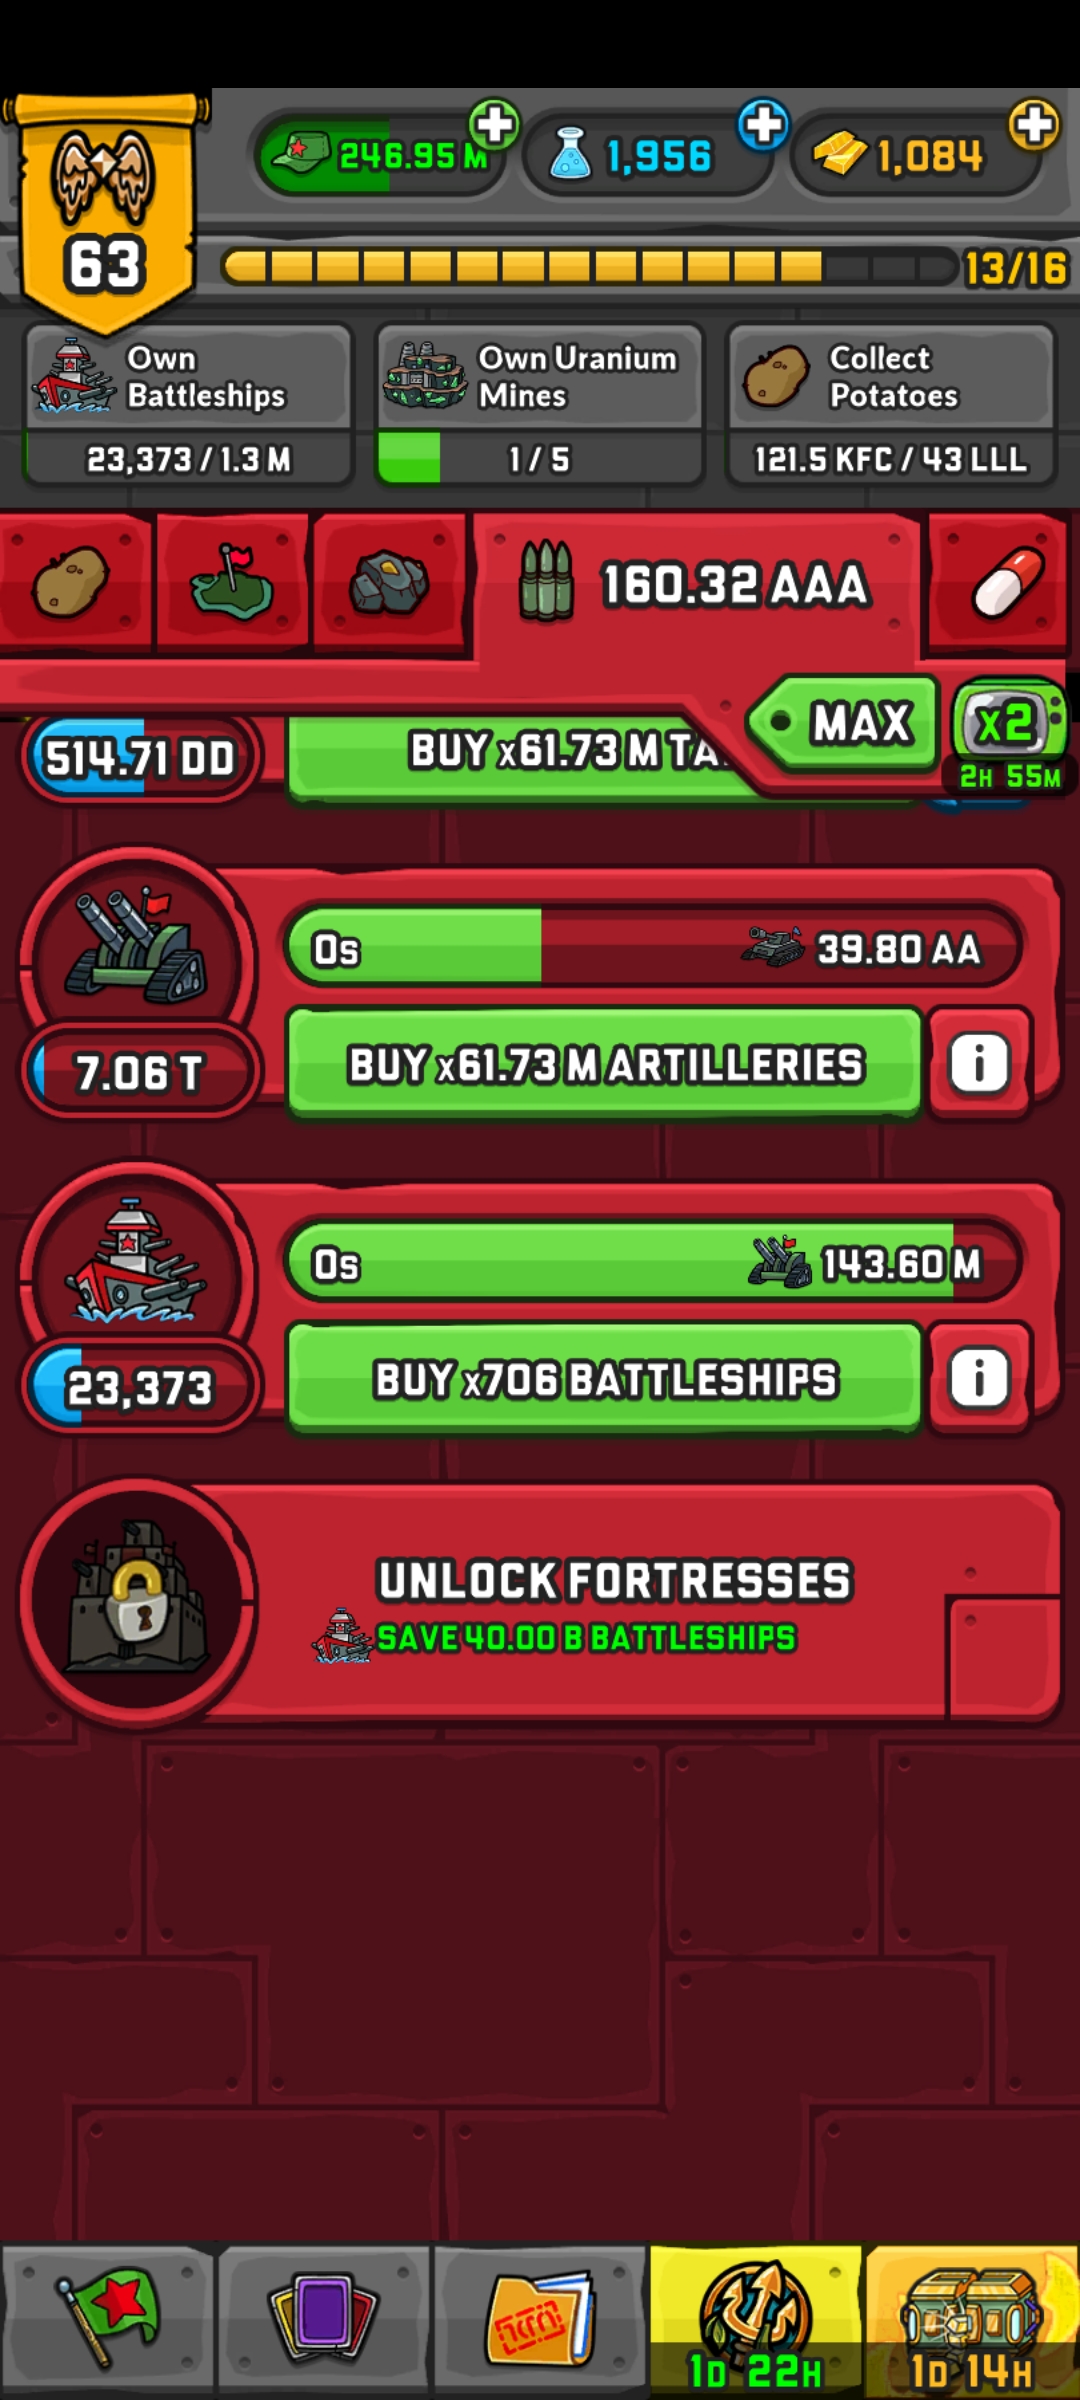 246.95 M
1,956
1,084
63
13/16
Own
Battleships
23,373 / 1.3 M
Own Uranium
Mines
1 / 5
Collect
Potatoes
121.5 KFC / 43 LLL
160.32 AAA
MAX
x2
2H 55M
514.71 DD
BUY x61.73 M
0s
39.80 AA
7.06 T
BUY x61.73 M ARTILLERIES
i
0s
143.60 M
23,373
BUY x706 BATTLESHIPS
i
UNLOCK FORTRESSES
SAVE 40.00 B BATTLESHIPS
1D 22H
1D 14H